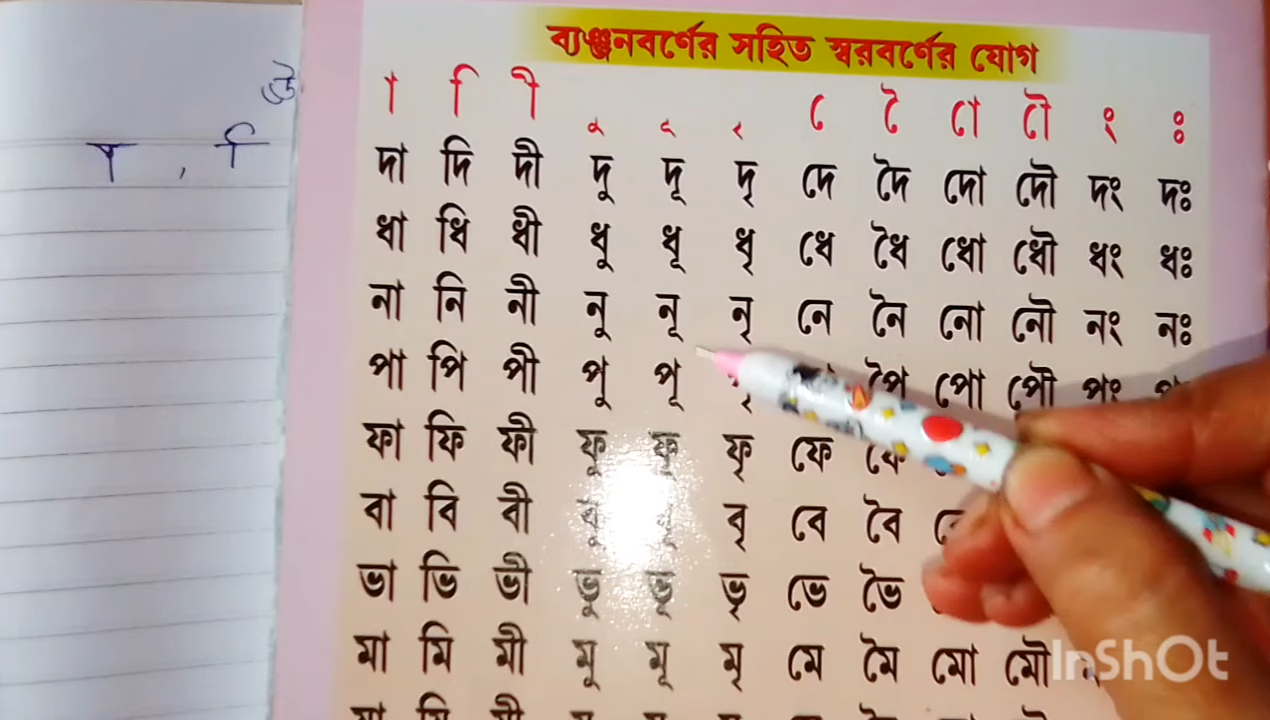 ব্যঞ্জনবর্ণের সহিত স্বরবর্ণের যোগ
উ
া , ি
া ি ী ু ূ ৃ ে ৈ ো ৌ ং ঃ
দা দি দী দু দূ দৃ দে দৈ দো দৌ দং দঃ
ধা ধি ধী ধু ধূ ধৃ ধে ধৈ ধো ধৌ ধং ধঃ
না নি নী নু নূ নৃ নে নৈ নো নৌ নং নঃ
পা পি পী পু পূ পৈ পো পৌ পং
ফা ফি ফী ফু ফূ ফৃ ফে ফৈ
বা বি বী বু বৃ বে বৈ
ভা ভি ভী ভু ভূ ভৃ ভে ভৈ
মা মি মী মু মূ মৃ মে মৈ মো মৌ
InShOt